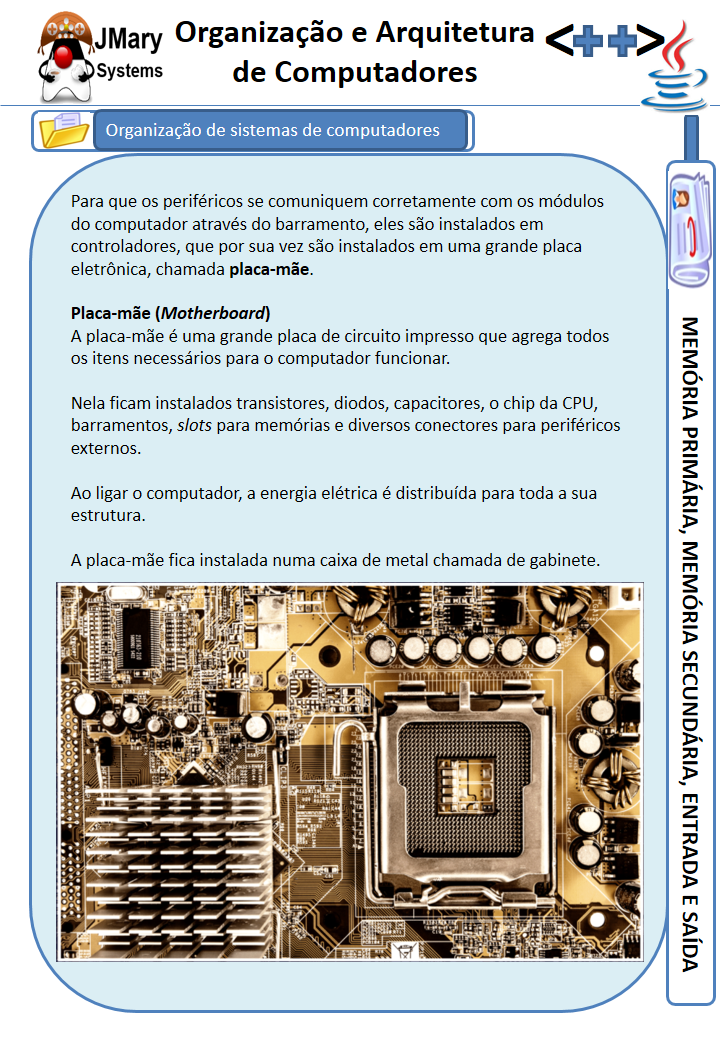 JMary
Systems
Organização e Arquitetura
de Computadores
<++>
Organização de sistemas de computadores
Para que os periféricos se comuniquem corretamente com os módulos
do computador através do barramento, eles são instalados em
controladores, que por sua vez são instalados em uma grande placa
eletrônica, chamada placa-mãe.
Placa-mãe (Motherboard)
A placa-mãe é uma grande placa de circuito impresso que agrega todos
os itens necessários para o computador funcionar.
Nela ficam instalados transistores, diodos, capacitores, o chip da CPU,
barramentos, slots para memórias e diversos conectores para periféricos
externos.
Ao ligar o computador, a energia elétrica é distribuída para toda a sua
estrutura.
A placa-mãe fica instalada numa caixa de metal chamada de gabinete.
MEMÓRIA PRIMÁRIA, MEMÓRIA SECUNDÁRIA, ENTRADA E SAÍDA